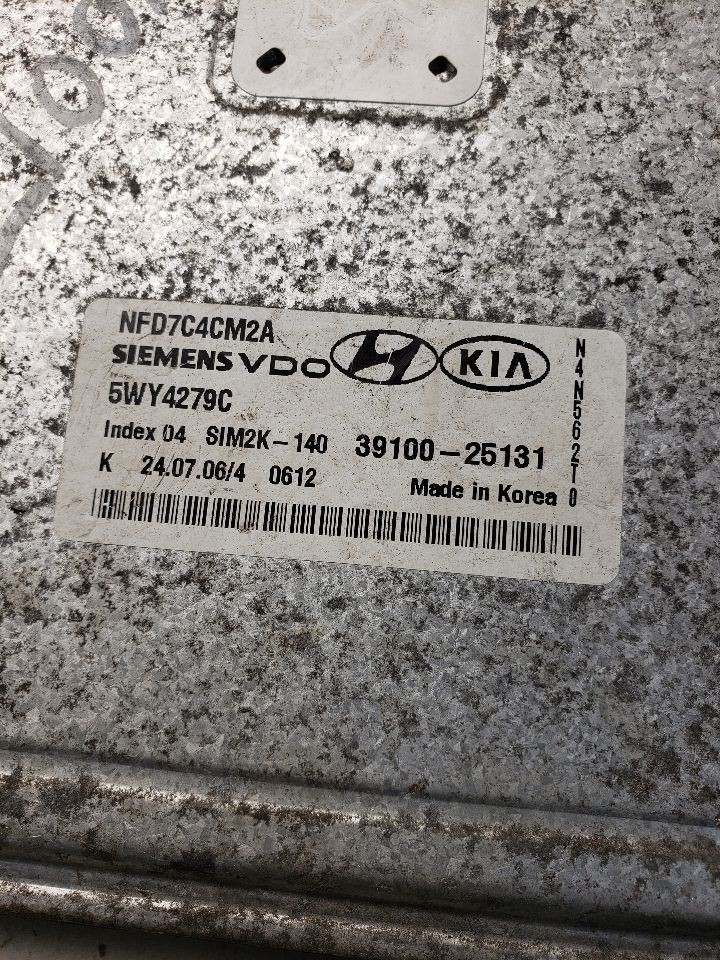 NFD7C4CM2A
SIEMENS VDO KIA
5WY4279C
Index 04 SIM2K-140 39100-25131
K 24.07.06/4 0612 Made in Korea
N4N562T0